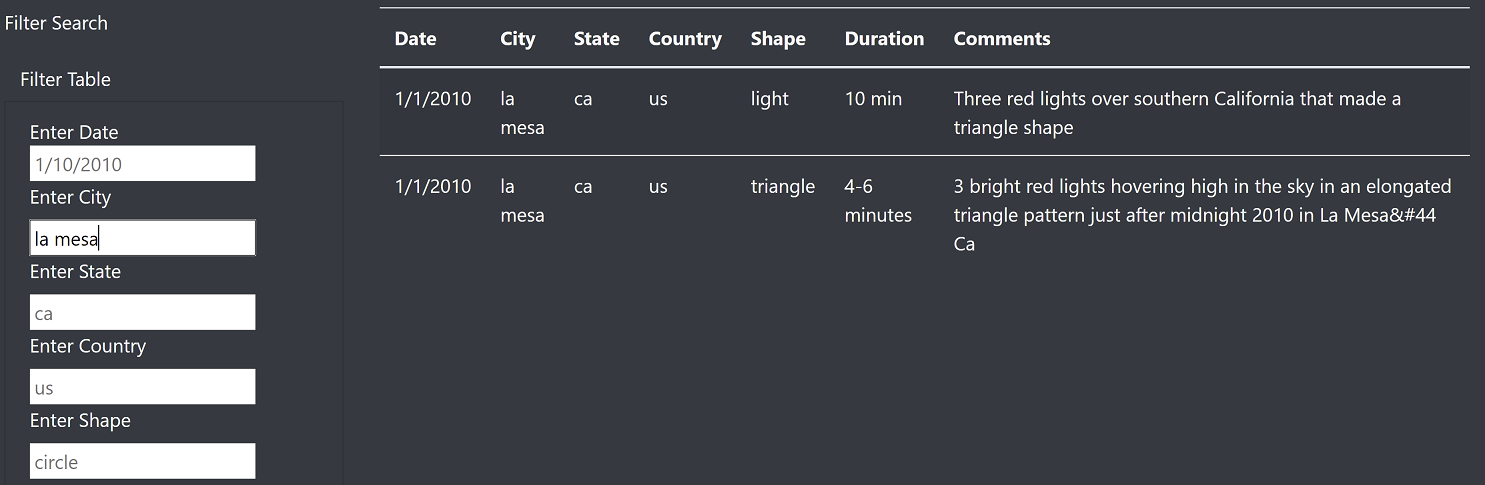 Filter Search
Filter Table
Enter Date
1/10/2010
Enter City
la mesa
Enter State
ca
Enter Country
us
Enter Shape
circle
Date City State Country Shape Duration Comments
1/1/2010 la ca us light 10 min Three red lights over southern California that made a
mesa triangle shape
1/1/2010 la ca us triangle 4-6 3 bright red lights hovering high in the sky in an elongated
mesa minutes triangle pattern just after midnight 2010 in La Mesa&#44
Ca